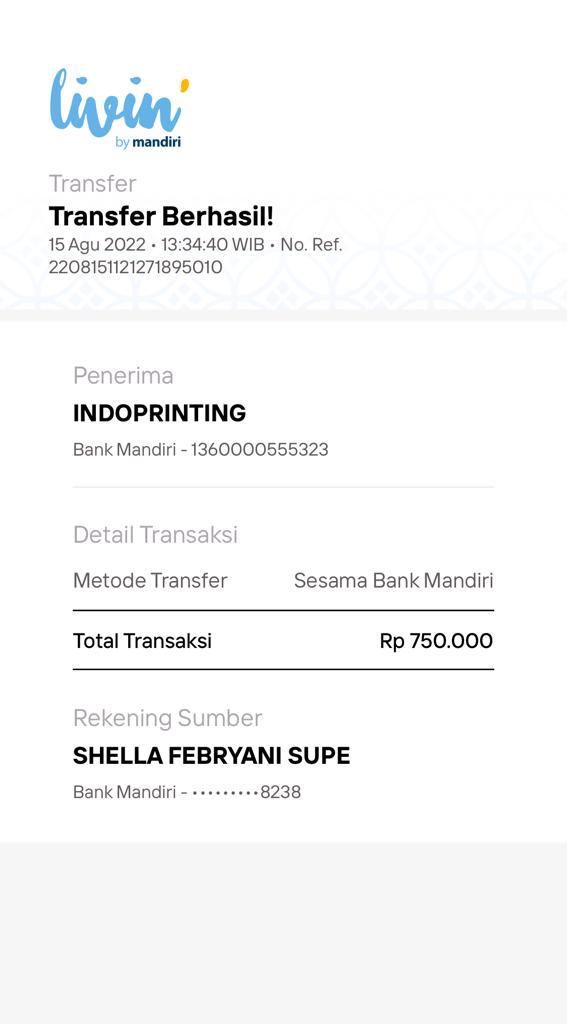 livin'
by mandiri
Transfer
Transfer Berhasil!
15 Agu 2022 • 13:34:40 WIB • No. Ref.
2208151121271895010
Penerima
INDOPRINTING
Bank Mandiri - 1360000555323
Detail Transaksi
Metode Transfer Sesama Bank Mandiri
Total Transaksi Rp 750.000
Rekening Sumber
SHELLA FEBRYANI SUPE
Bank Mandiri - •••••••••8238